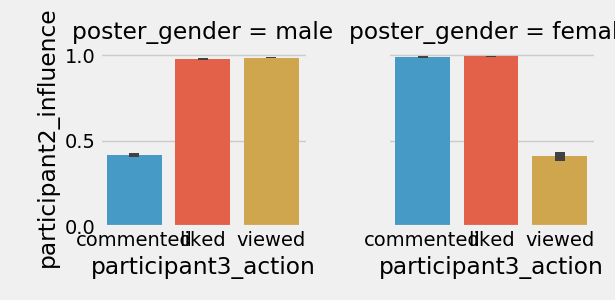 poster_gender = male
poster_gender = femal
participant2_influence
1.0
0.5
0.0
commented liked viewed
commented liked viewed
participant3_action
participant3_action